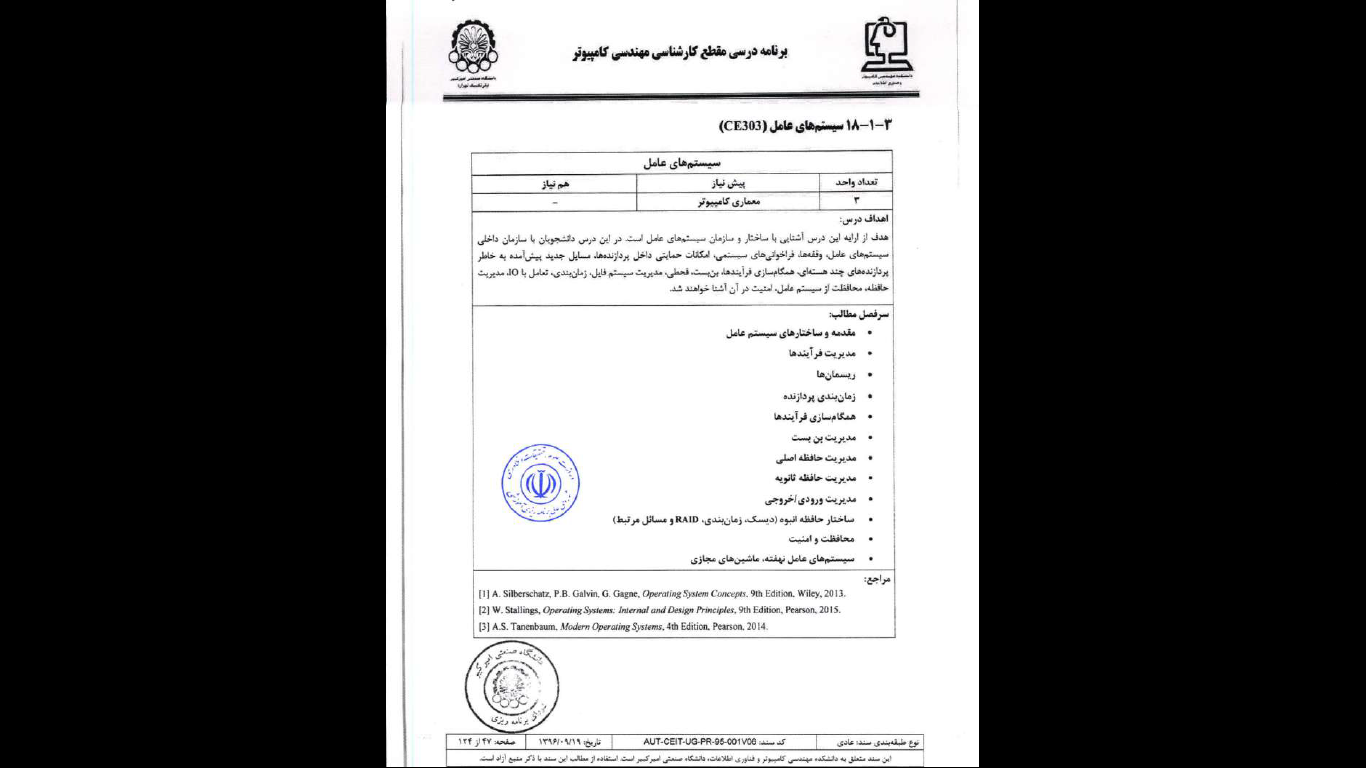 برنامه درسی مقطع کارشناسی مهندسی کامپیوتر
دانشکده مهندسی کامپیوتر
و فناوری اطلاعات
دانشگاه صنعتی امیرکبیر
(پلی‌تکنیک تهران)
۳-۱-۱۸ سیستم‌های عامل (CE303)
سیستم‌های عامل
تعداد واحد پیش نیاز هم نیاز
۳ معماری کامپیوتر –
اهداف درس:
هدف از ارایه این درس آشنایی با ساختار و سازمان سیستم‌های عامل است. در این درس دانشجویان با سازمان داخلی
سیستم‌های عامل، وقفه‌ها، فراخوانی‌های سیستمی، امکانات حمایتی داخل پردازنده‌ها، مسایل جدید پیش‌آمده به خاطر
پردازنده‌های چند هسته‌ای، همگام‌سازی فرآیندها، بن‌بست، قحطی، مدیریت سیستم فایل، زمان‌بندی، تعامل با IO، مدیریت
حافظه، محافظت از سیستم عامل، امنیت در آن آشنا خواهند شد.
سرفصل مطالب:
• مقدمه و ساختارهای سیستم عامل
• مدیریت فرآیندها
• ریسمان‌ها
• زمان‌بندی پردازنده
• همگام‌سازی فرآیندها
• مدیریت بن بست
• مدیریت حافظه اصلی
• مدیریت حافظه ثانویه
• مدیریت ورودی/خروجی
• ساختار حافظه انبوه (دیسک، زمان‌بندی، RAID و مسائل مرتبط)
• محافظت و امنیت
• سیستم‌های عامل نهفته، ماشین‌های مجازی
مراجع:
[1] A. Silberschatz, P.B. Galvin, G. Gagne, Operating System Concepts. 9th Edition, Wiley, 2013.
[2] W. Stallings, Operating Systems: Internal and Design Principles, 9th Edition, Pearson, 2015.
[3] A.S. Tanenbaum, Modern Operating Systems, 4th Edition, Pearson, 2014.
دانشگاه صنعتی امیرکبیر
شورای برنامه ریزی
نوع طبقه‌بندی سند: عادی کد سند: AUT-CEIT-UG-PR-95-001V06 تاریخ: ۱۳۹۶/۰۹/۱۹ صفحه: ۴۷ از ۱۲۴
این سند متعلق به دانشکده مهندسی کامپیوتر و فناوری اطلاعات، دانشگاه صنعتی امیرکبیر است. استفاده از مطالب این سند با ذکر منبع آزاد است.